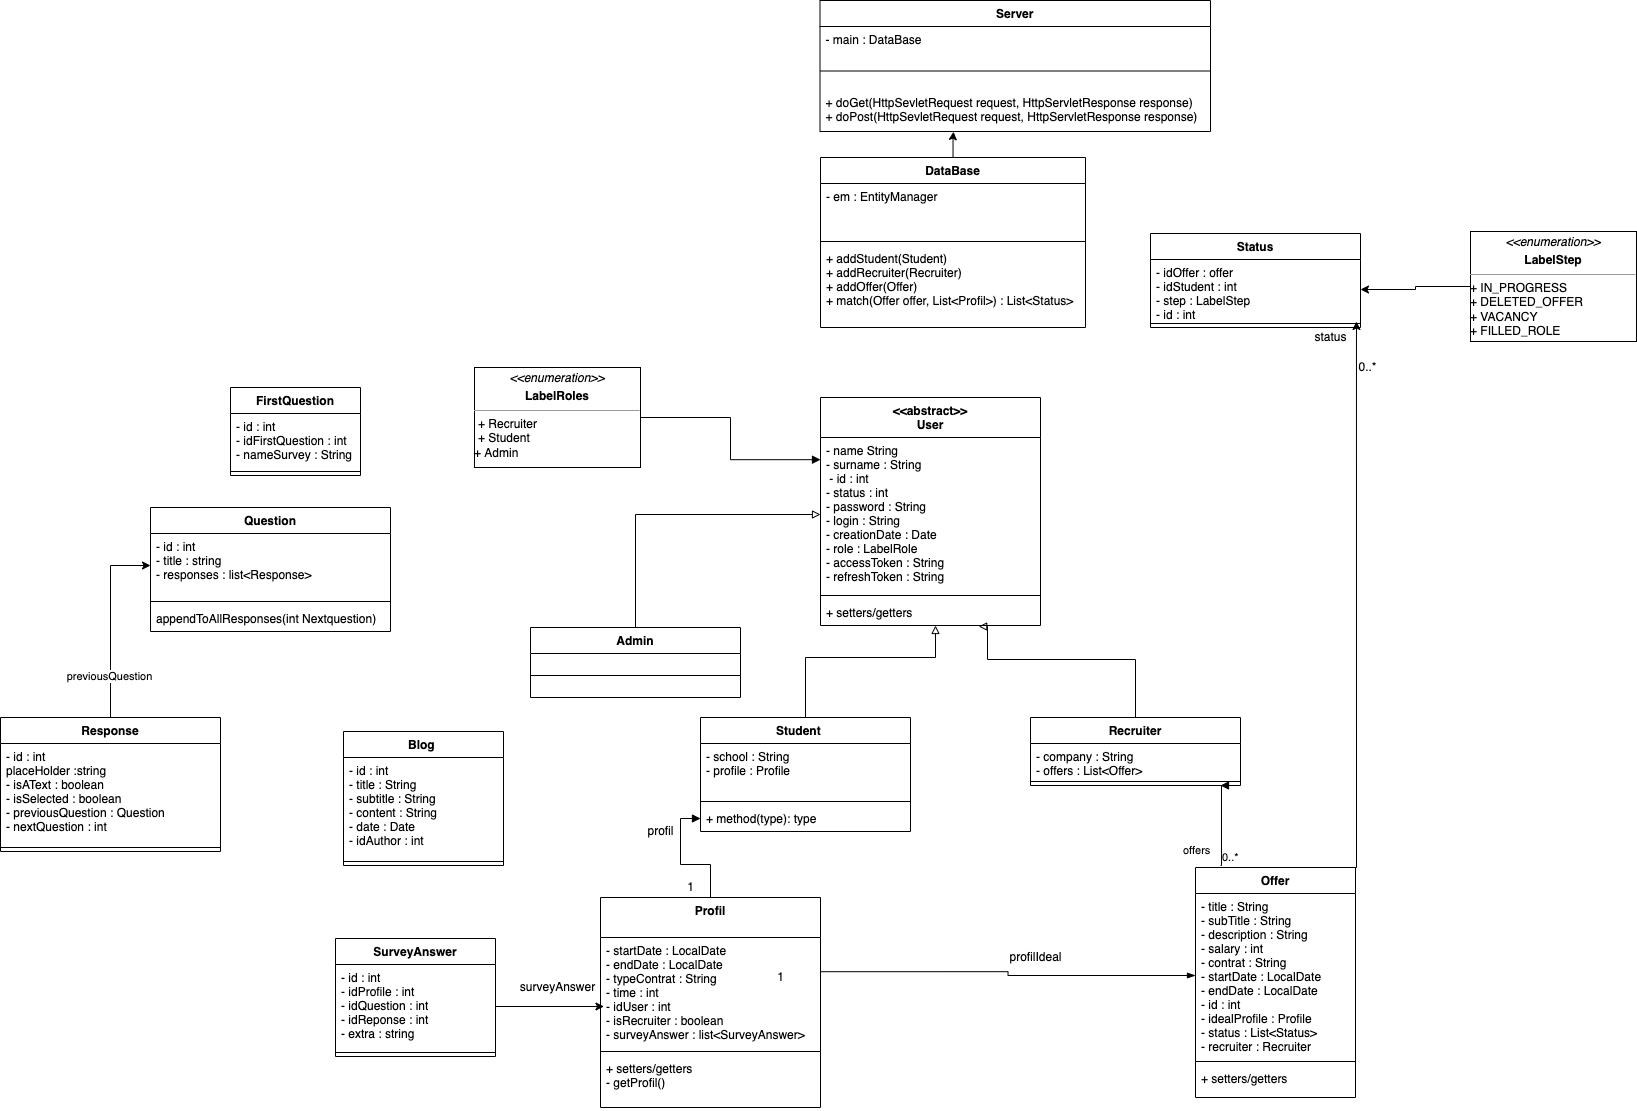 Server
- main : DataBase
+ doGet(HttpSevletRequest request, HttpServletResponse response)
+ doPost(HttpSevletRequest request, HttpServletResponse response)
DataBase
- em : EntityManager
+ addStudent(Student)
+ addRecruiter(Recruiter)
+ addOffer(Offer)
+ match(Offer offer, List<Profil>) : List<Status>
Status
- idOffer : offer
- idStudent : int
- step : LabelStep
- id : int
<<enumeration>>
LabelStep
+ IN_PROGRESS
+ DELETED_OFFER
+ VACANCY
+ FILLED_ROLE
status
0..*
<<enumeration>>
LabelRoles
+ Recruiter
+ Student
+ Admin
FirstQuestion
- id : int
- idFirstQuestion : int
- nameSurvey : String
<<abstract>>
User
- name String
- surname : String
- id : int
- status : int
- password : String
- login : String
- creationDate : Date
- role : LabelRole
- accessToken : String
- refreshToken : String
+ setters/getters
Question
- id : int
- title : string
- responses : list<Response>
appendToAllResponses(int Nextquestion)
Admin
previousQuestion
Response
- id : int
placeHolder :string
- isAText : boolean
- isSelected : boolean
- previousQuestion : Question
- nextQuestion : int
Blog
- id : int
- title : String
- subtitle : String
- content : String
- date : Date
- idAuthor : int
Student
- school : String
- profile : Profile
+ method(type): type
Recruiter
- company : String
- offers : List<Offer>
profil
1
offers
0..*
Profil
- startDate : LocalDate
- endDate : LocalDate
- typeContrat : String
- time : int
- idUser : int
- isRecruiter : boolean
- surveyAnswer : list<SurveyAnswer>
+ setters/getters
- getProfil()
1
profilIdeal
SurveyAnswer
- id : int
- idProfile : int
- idQuestion : int
- idReponse : int
- extra : string
surveyAnswer
Offer
- title : String
- subTitle : String
- description : String
- salary : int
- contrat : String
- startDate : LocalDate
- endDate : LocalDate
- id : int
- idealProfile : Profile
- status : List<Status>
- recruiter : Recruiter
+ setters/getters